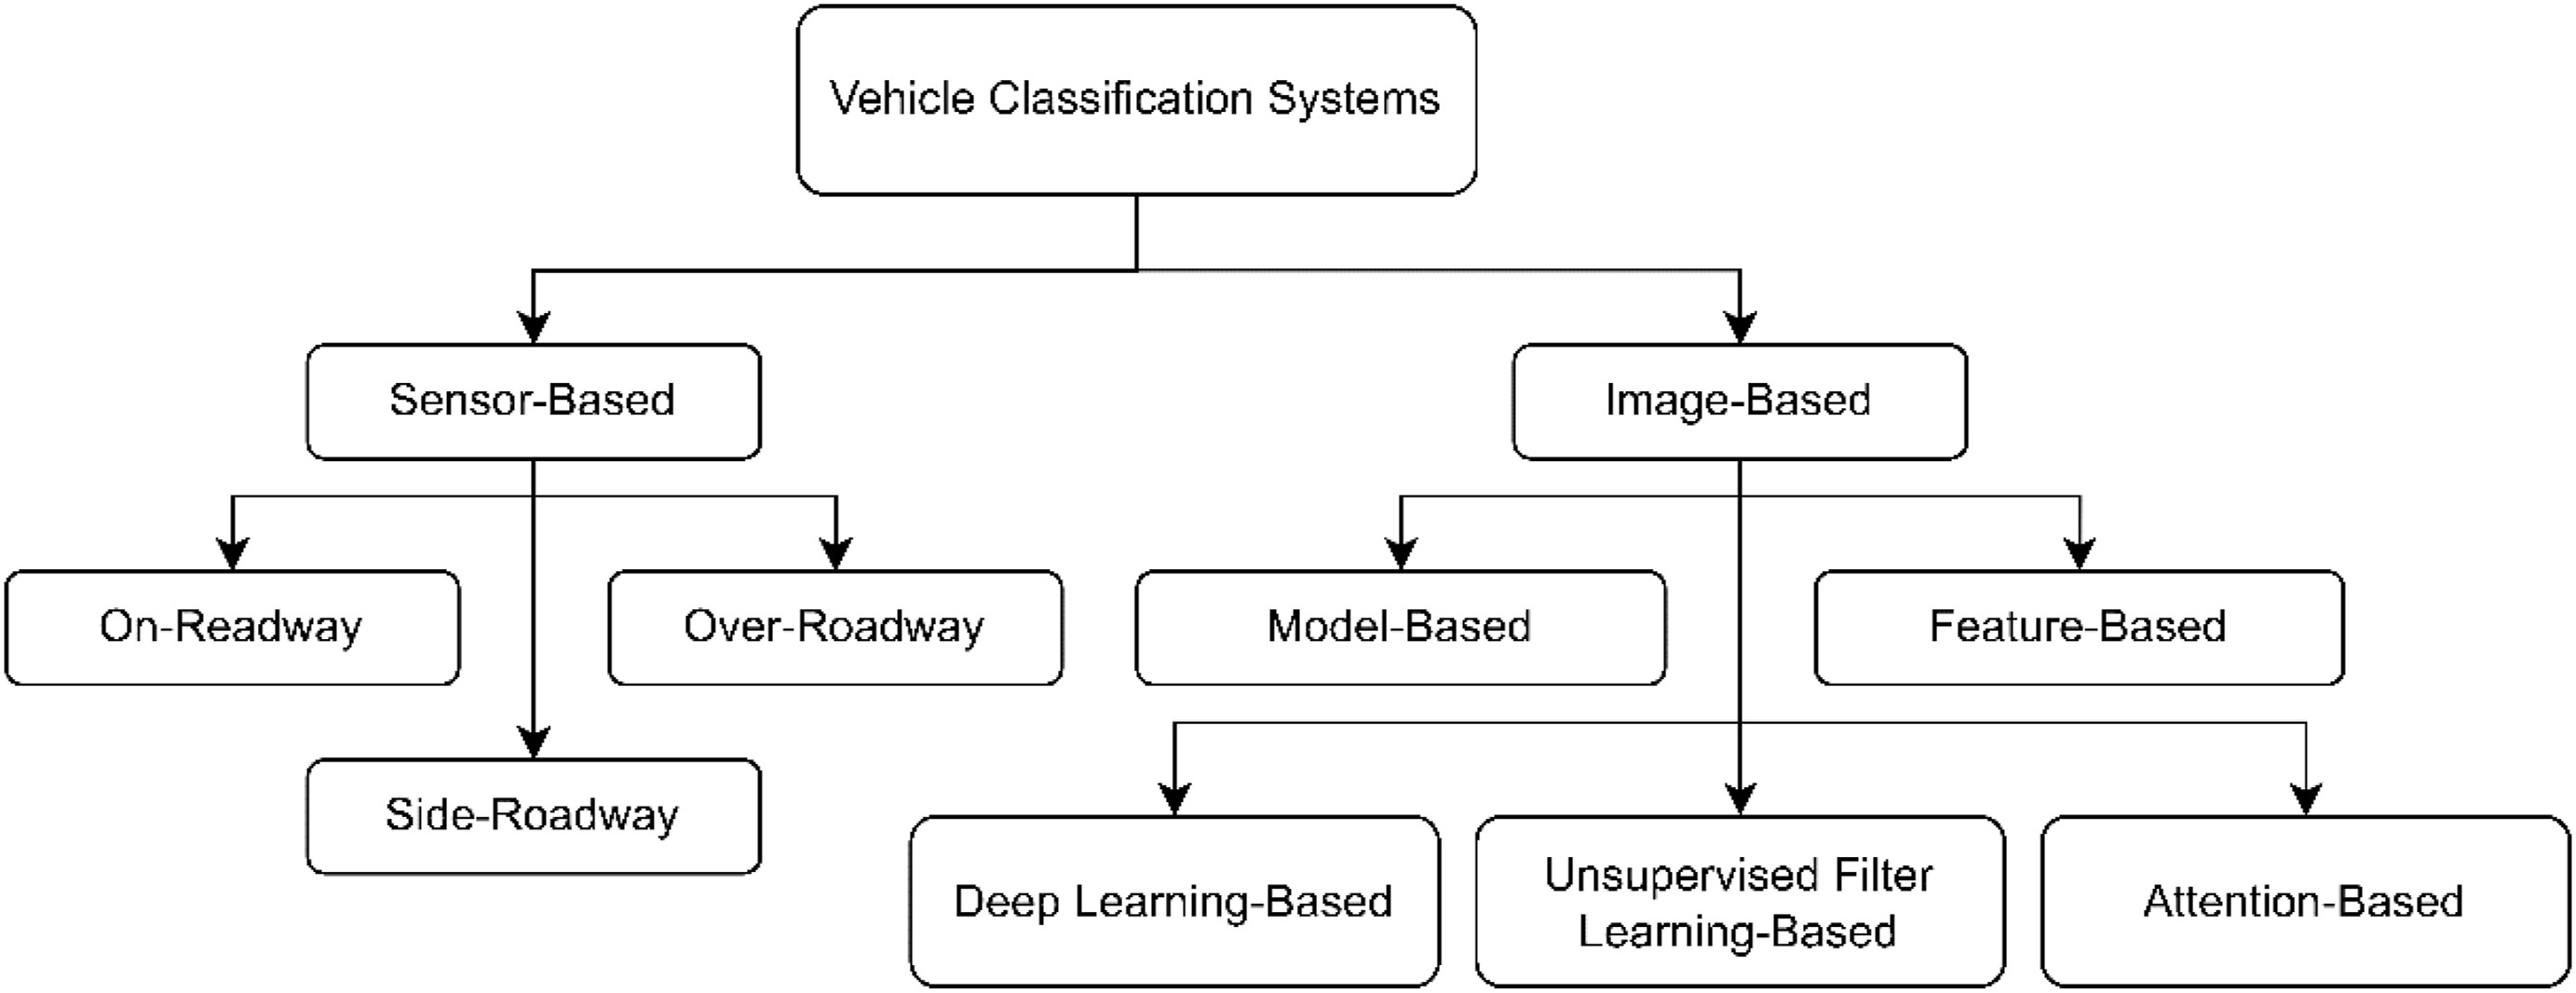 Vehicle Classification Systems
Sensor-Based
Image-Based
On-Readway
Over-Roadway
Model-Based
Feature-Based
Side-Roadway
Deep Learning-Based
Unsupervised Filter
Learning-Based
Attention-Based